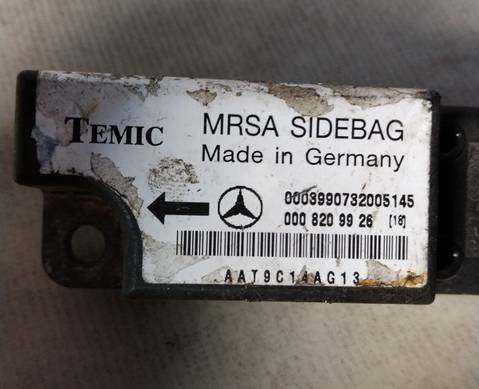 TEMIC
MRSA SIDEBAG
Made in Germany
0003990732005145
000 820 99 26 [18]
AAT9C14AG13